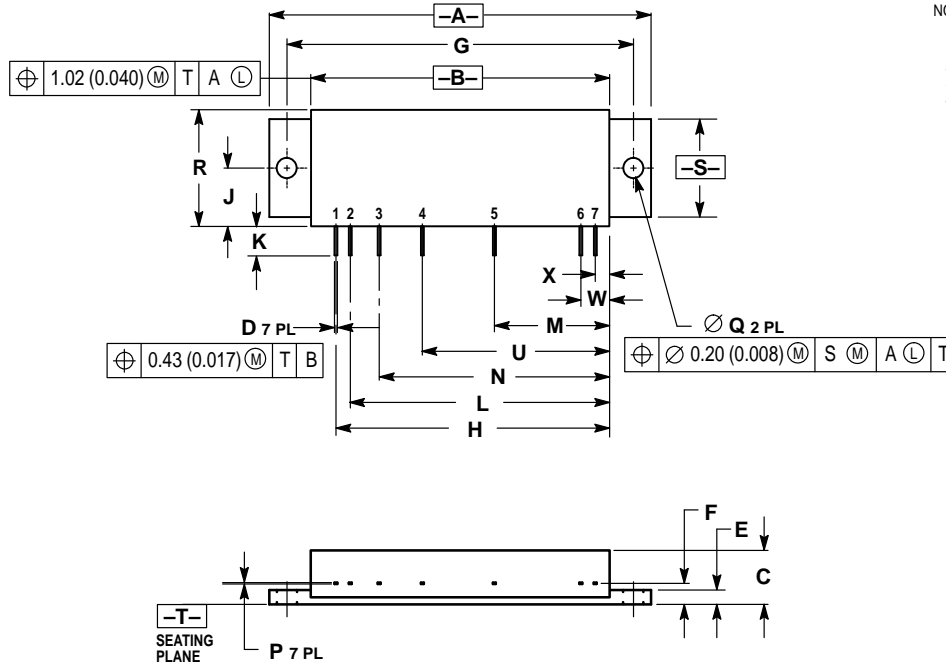 –A–
NO
G
⌖ 1.02 (0.040) Ⓜ T A Ⓛ
–B–
R
J
–S–
1 2 3 4 5 6 7
K
X
W
D 7 PL
M
∅ Q 2 PL
⌖ 0.43 (0.017) Ⓜ T B
U
⌖ ∅ 0.20 (0.008) Ⓜ S Ⓜ A Ⓛ T
N
L
H
F
E
C
–T–
SEATING
PLANE
P 7 PL